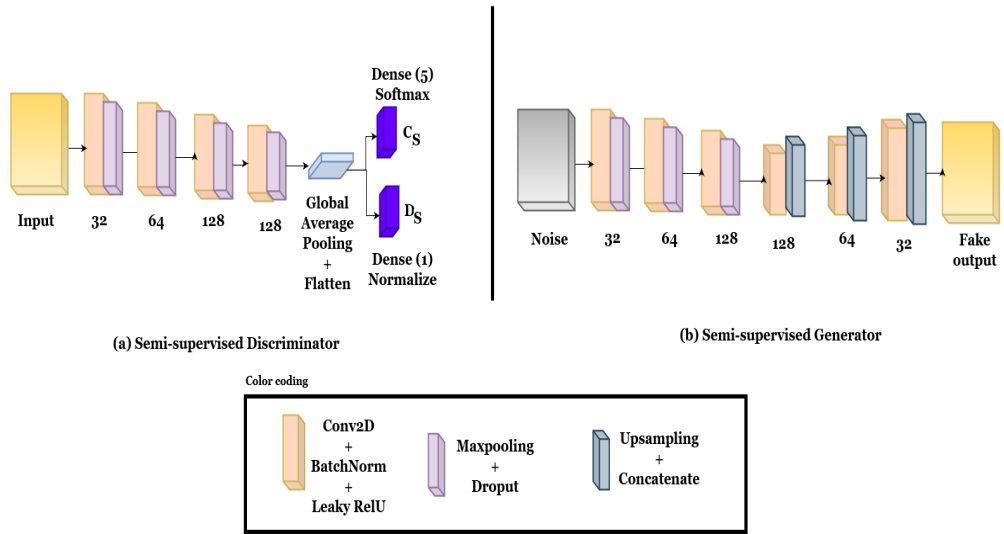 Dense (5)
Softmax
C_S
D_S
Input
32
64
128
128
Global
Average
Pooling
+
Flatten
Dense (1)
Normalize
(a) Semi-supervised Discriminator
Noise
32
64
128
128
64
32
Fake
output
(b) Semi-supervised Generator
Color coding
Conv2D
+
BatchNorm
+
Leaky RelU
Maxpooling
+
Droput
Upsampling
+
Concatenate